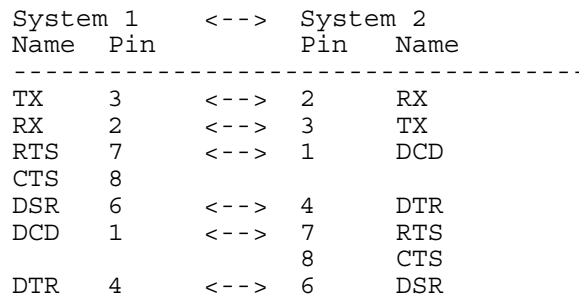 System 1    <-->  System 2
Name  Pin         Pin   Name
------------------------------------
TX    3     <-->  2     RX
RX    2     <-->  3     TX
RTS   7     <-->  1     DCD
CTS   8
DSR   6     <-->  4     DTR
DCD   1     <-->  7     RTS
                  8     CTS
DTR   4     <-->  6     DSR